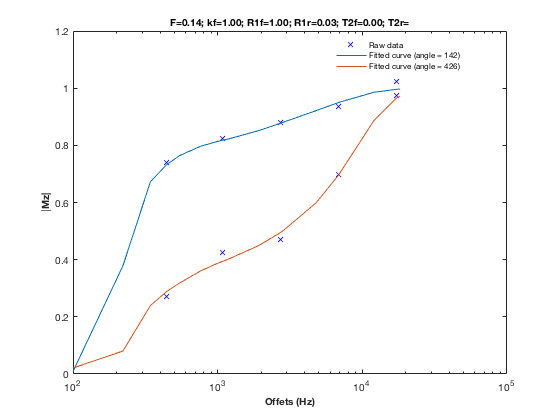 F=0.14; kf=1.00; R1f=1.00; R1r=0.03; T2f=0.00; T2r=
Raw data
Fitted curve (angle = 142)
Fitted curve (angle = 426)
|Mz|
1.2
1
0.8
0.6
0.4
0.2
0
10^2
10^3
10^4
10^5
Offets (Hz)